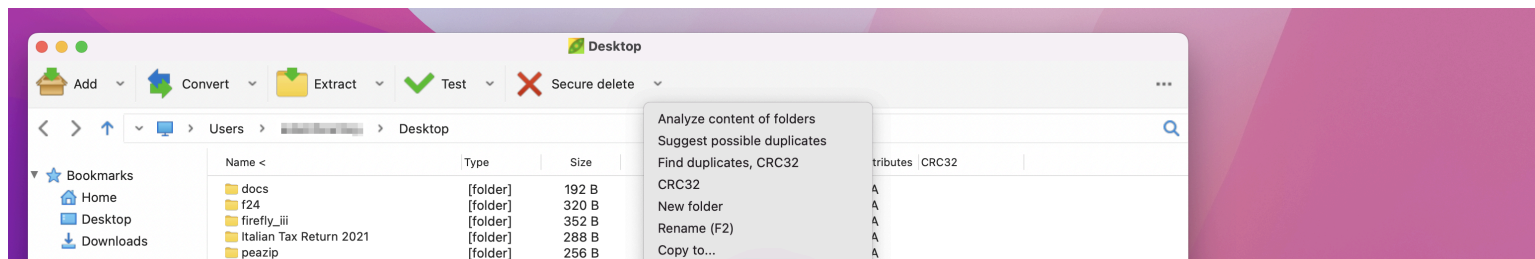 Desktop
Add Convert Extract Test Secure delete
Users > > Desktop
Analyze content of folders
Suggest possible duplicates
Find duplicates, CRC32
CRC32
New folder
Rename (F2)
Copy to...
Name < Type Size tributes CRC32
Bookmarks
Home
Desktop
Downloads
docs [folder] 192 B A
f24 [folder] 320 B A
firefly_iii [folder] 352 B A
Italian Tax Return 2021 [folder] 288 B A
peazip [folder] 256 B A